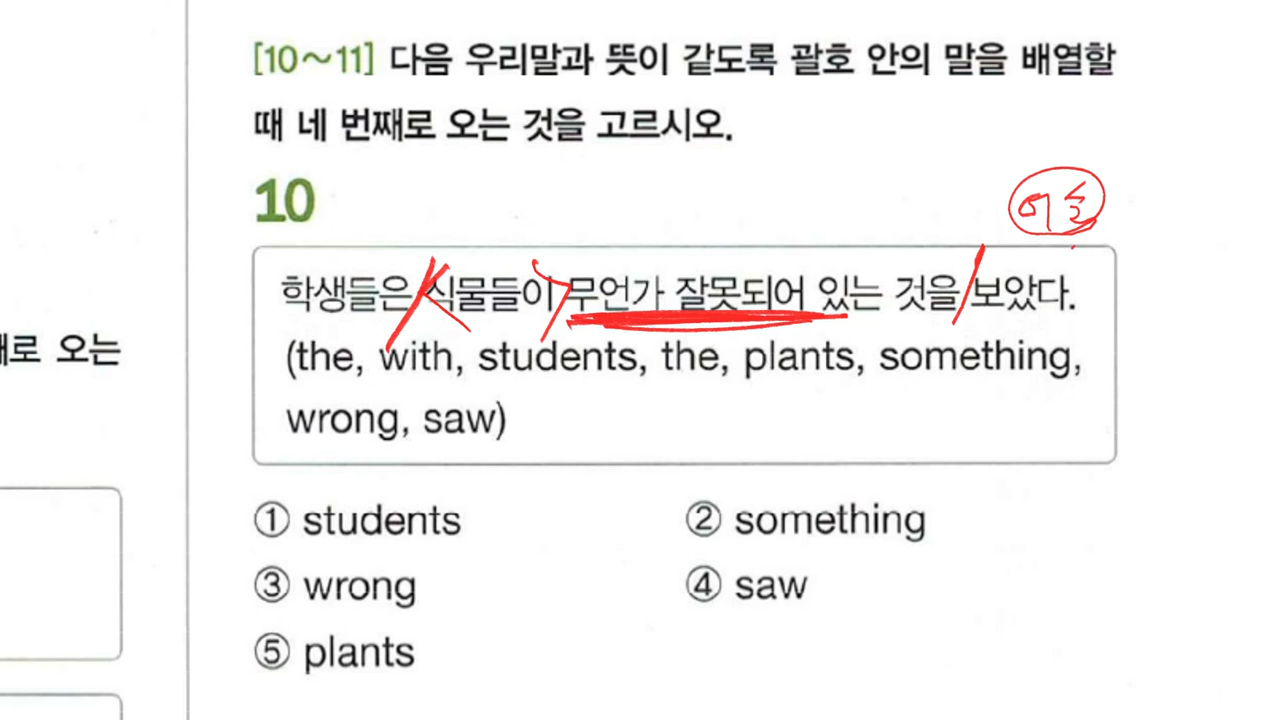 [10~11] 다음 우리말과 뜻이 같도록 괄호 안의 말을 배열할
때 네 번째로 오는 것을 고르시오.
10
어순
학생들은 식물들이 무언가 잘못되어 있는 것을 보았다.
(the, with, students, the, plants, something,
wrong, saw)
① students
② something
③ wrong
④ saw
⑤ plants
로 오는